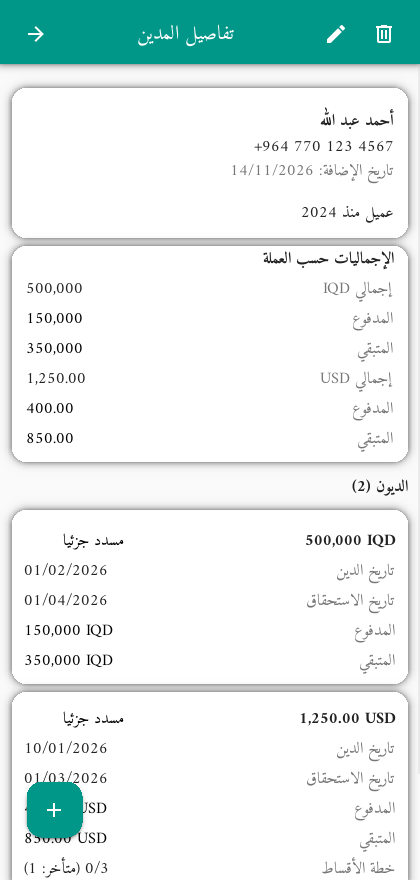 تفاصيل المدين
أحمد عبد الله
+964 770 123 4567
تاريخ الإضافة: 14/11/2026
عميل منذ 2024
الإجماليات حسب العملة
إجمالي IQD 500,000
المدفوع 150,000
المتبقي 350,000
إجمالي USD 1,250.00
المدفوع 400.00
المتبقي 850.00
الديون (2)
500,000 IQD مسدد جزئيا
تاريخ الدين 01/02/2026
تاريخ الاستحقاق 01/04/2026
المدفوع 150,000 IQD
المتبقي 350,000 IQD
1,250.00 USD مسدد جزئيا
تاريخ الدين 10/01/2026
تاريخ الاستحقاق 01/03/2026
المدفوع USD
المتبقي 850.00 USD
خطة الأقساط 0/3 (متأخر: 1)